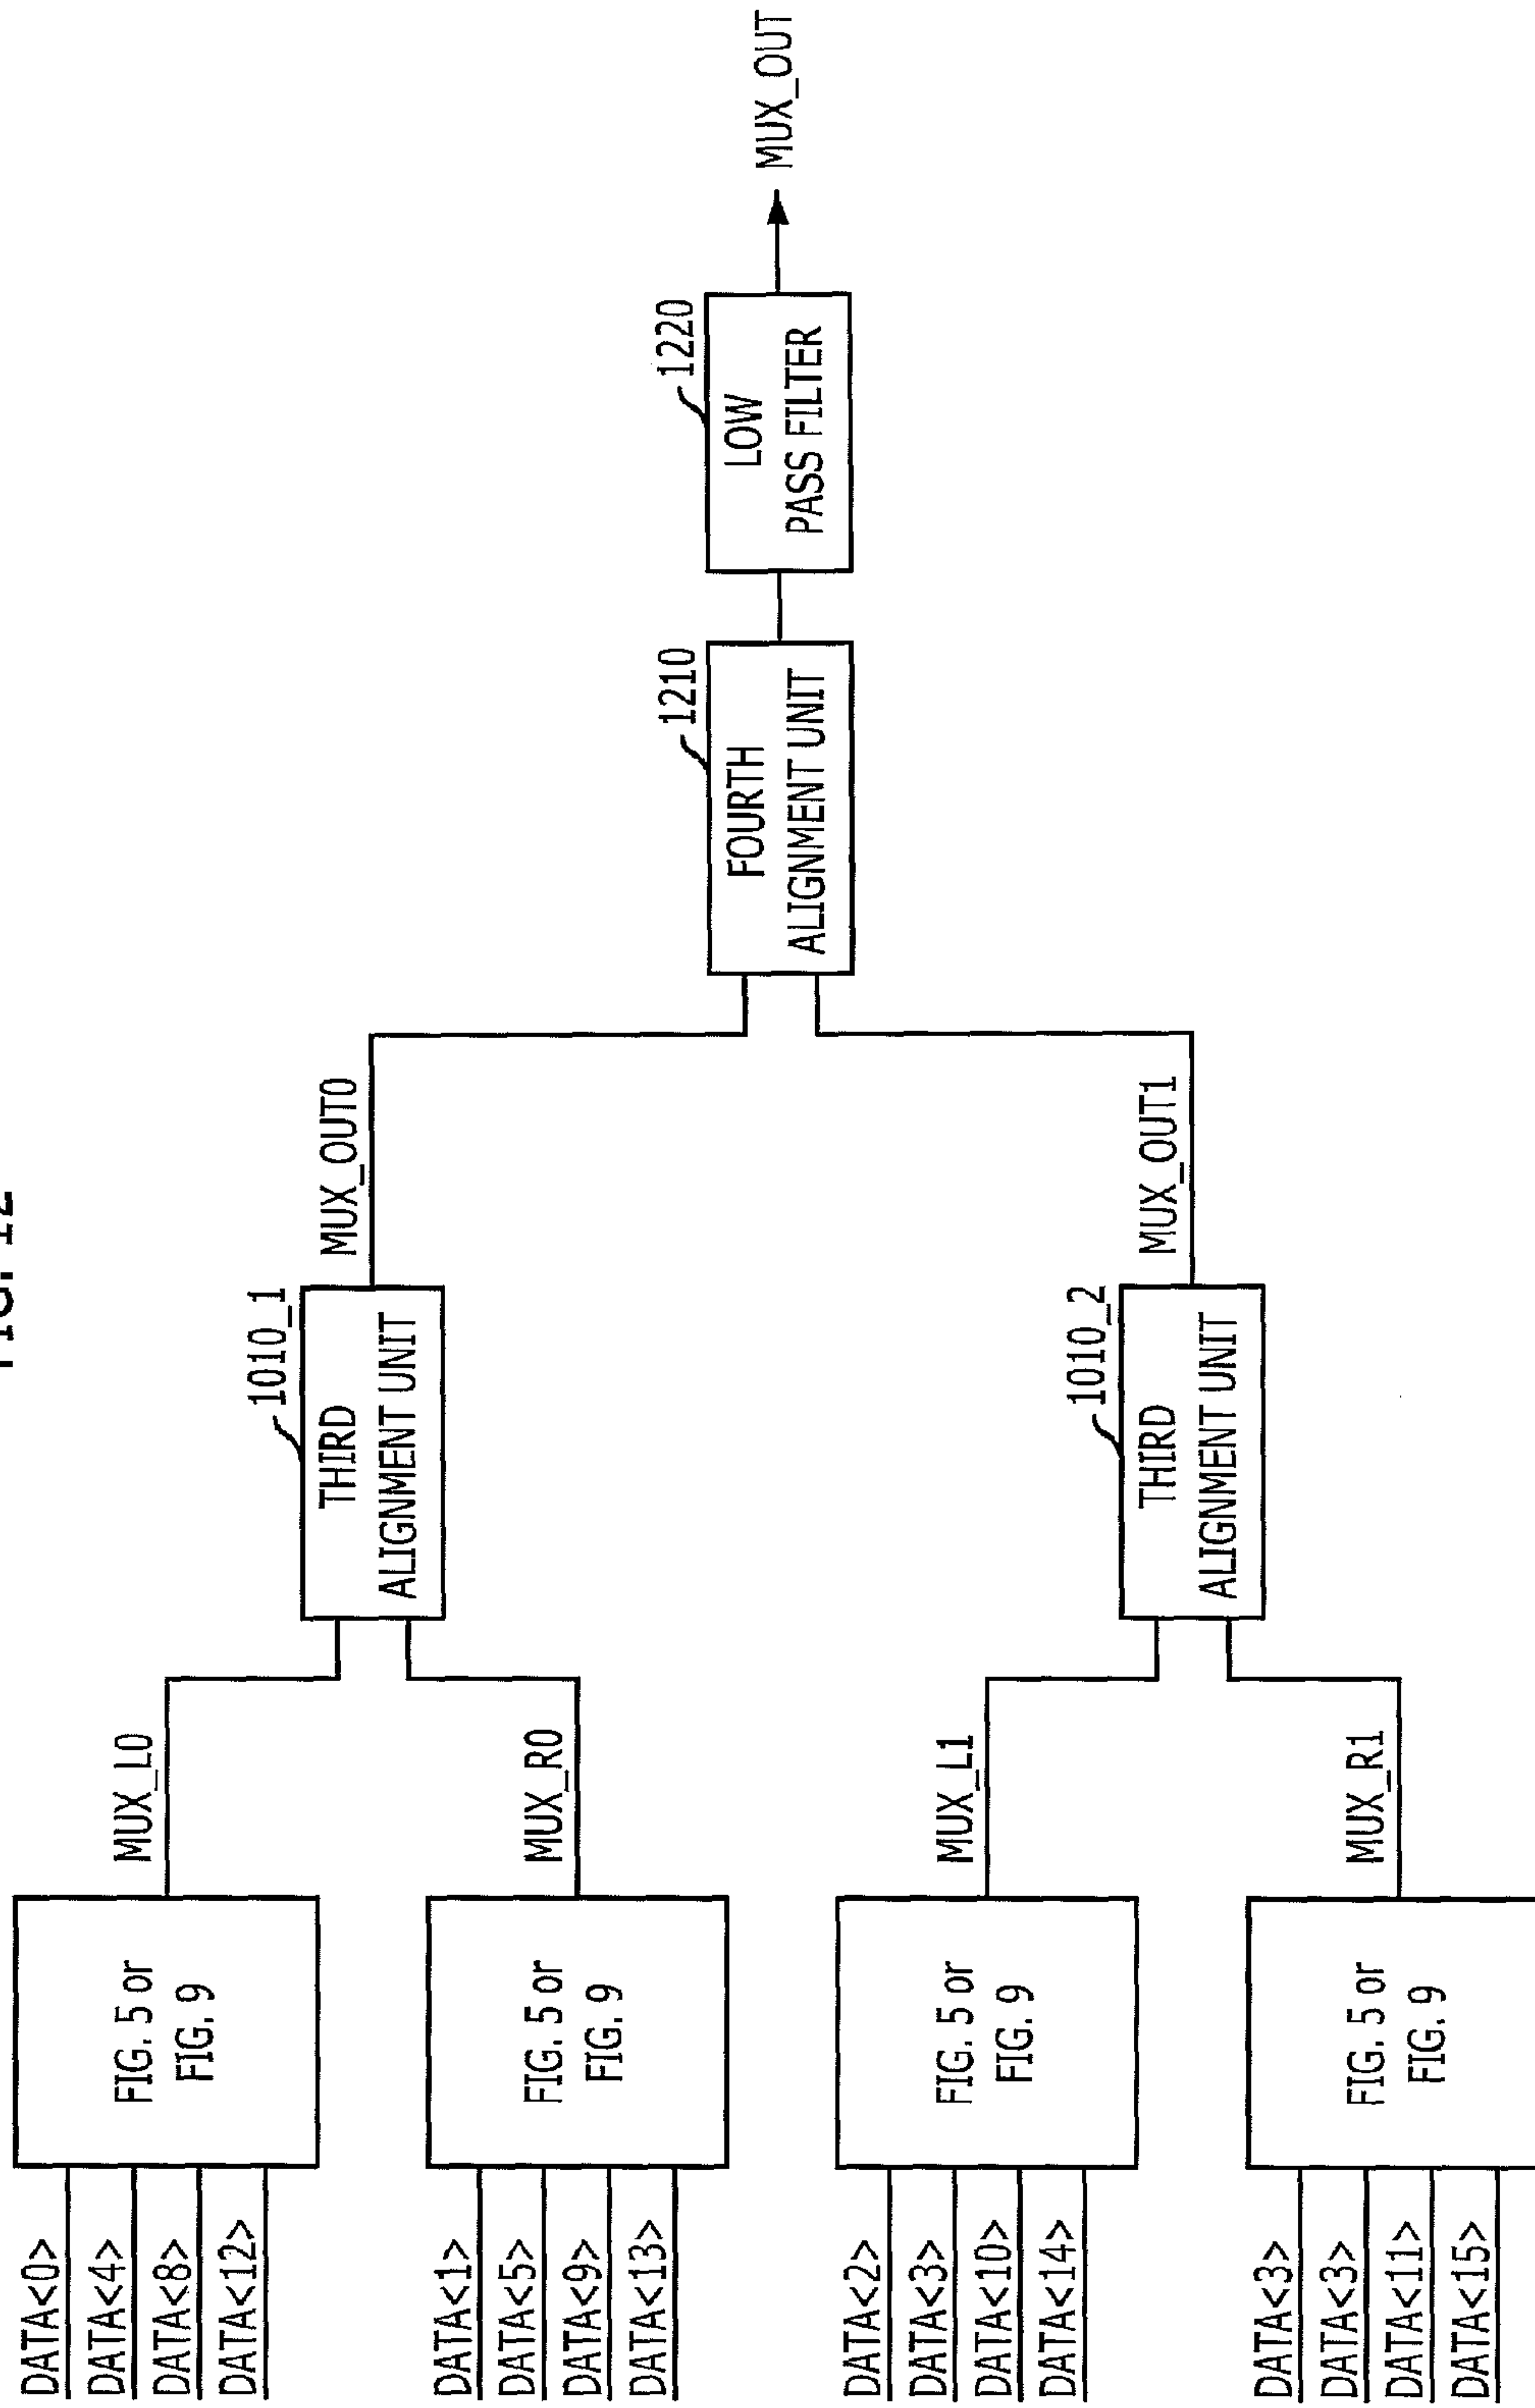 FIG. 12
DATA<0>
DATA<4>
DATA<8>
DATA<12>
FIG. 5 or
FIG. 9
MUX_L0
DATA<1>
DATA<5>
DATA<9>
DATA<13>
FIG. 5 or
FIG. 9
MUX_R0
1010_1
THIRD
ALIGNMENT UNIT
MUX_OUT0
DATA<2>
DATA<3>
DATA<10>
DATA<14>
FIG. 5 or
FIG. 9
MUX_L1
DATA<3>
DATA<3>
DATA<11>
DATA<15>
FIG. 5 or
FIG. 9
MUX_R1
1010_2
THIRD
ALIGNMENT UNIT
MUX_OUT1
1210
FOURTH
ALIGNMENT UNIT
1220
LOW
PASS FILTER
MUX_OUT